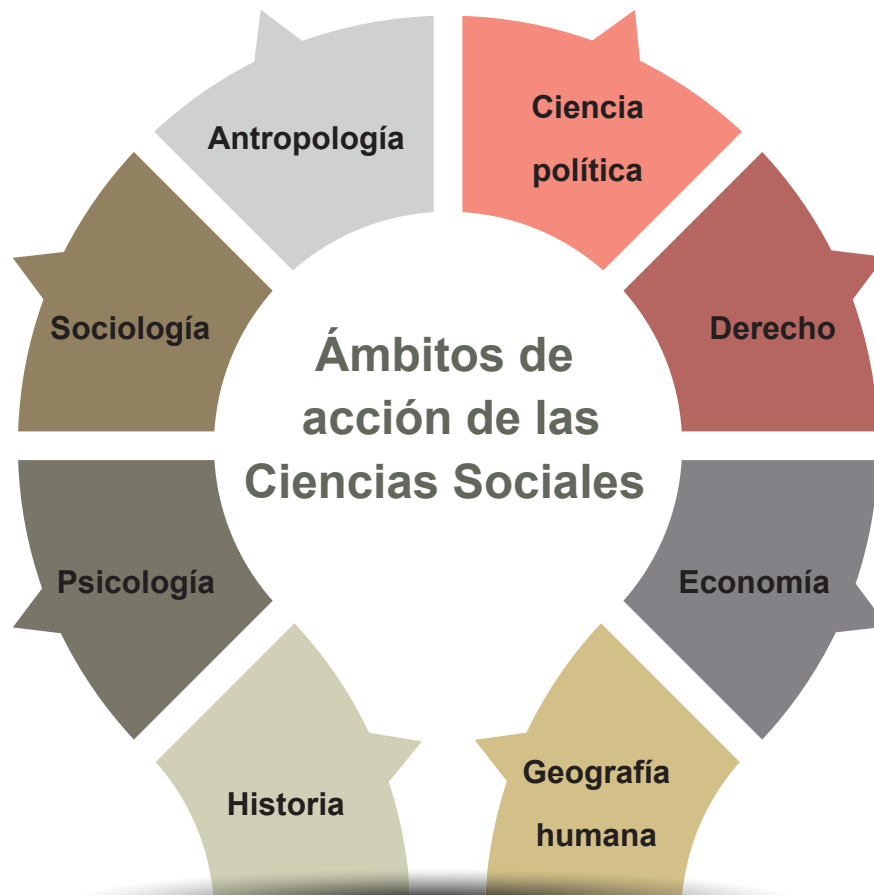 Ámbitos de
acción de las
Ciencias Sociales
Ciencia
política
Derecho
Economía
Geografía
humana
Historia
Psicología
Sociología
Antropología